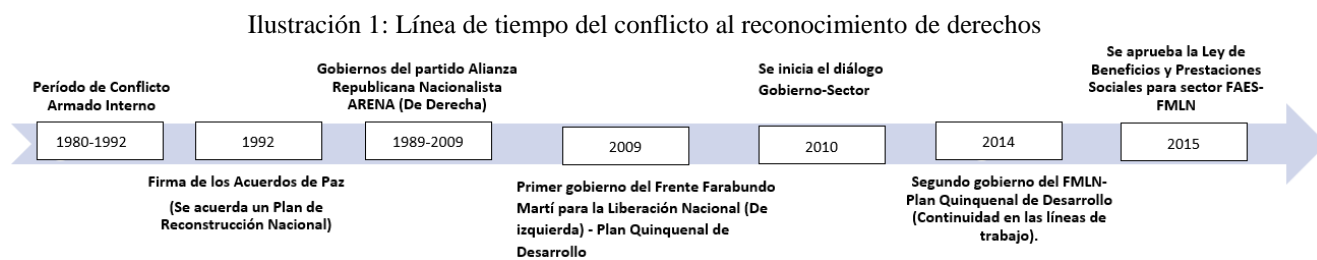 Ilustración 1: Línea de tiempo del conflicto al reconocimiento de derechos
Período de Conflicto
Armado Interno
1980-1992
1992
Firma de los Acuerdos de Paz
(Se acuerda un Plan de
Reconstrucción Nacional)
Gobiernos del partido Alianza
Republicana Nacionalista
ARENA (De Derecha)
1989-2009
2009
Primer gobierno del Frente Farabundo
Martí para la Liberación Nacional (De
izquierda) - Plan Quinquenal de
Desarrollo
Se inicia el diálogo
Gobierno-Sector
2010
2014
Segundo gobierno del FMLN-
Plan Quinquenal de Desarrollo
(Continuidad en las líneas de
trabajo).
Se aprueba la Ley de
Beneficios y Prestaciones
Sociales para sector FAES-
FMLN
2015